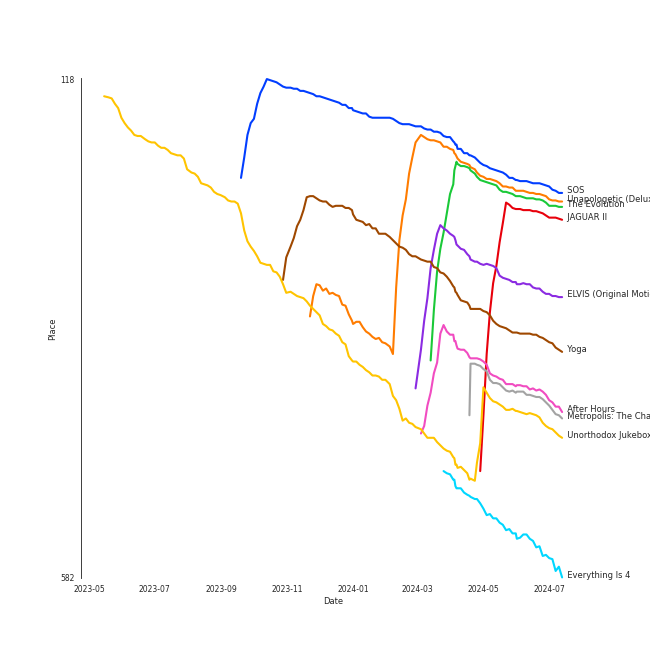 118
SOS
Unapologetic (Delux
The Evolution
JAGUAR II
ELVIS (Original Moti
Place
Yoga
After Hours
Metropolis: The Cha
Unorthodox Jukebox
Everything Is 4
582
2023-05 2023-07 2023-09 2023-11 2024-01 2024-03 2024-05 2024-07
Date